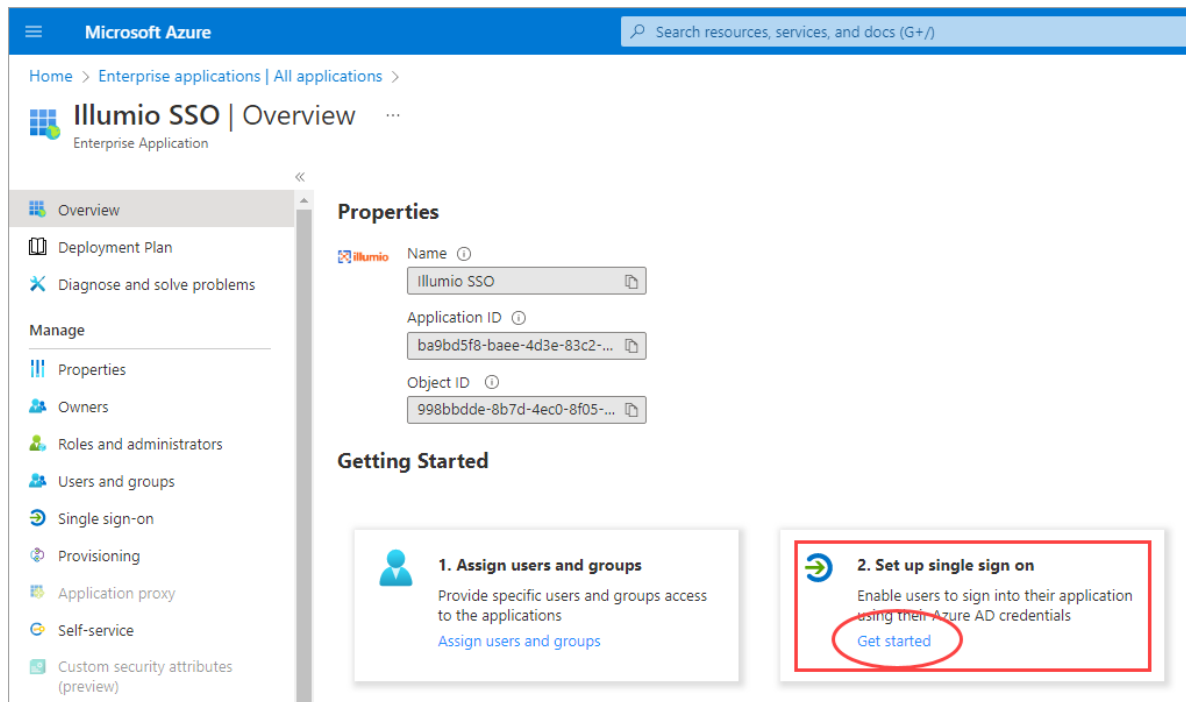 Microsoft Azure
Search resources, services, and docs (G+/)
Home > Enterprise applications | All applications >
Illumio SSO | Overview ...
Enterprise Application
«
Overview
Deployment Plan
Diagnose and solve problems
Manage
Properties
Owners
Roles and administrators
Users and groups
Single sign-on
Provisioning
Application proxy
Self-service
Custom security attributes
(preview)
Properties
illumio
Name
Illumio SSO
Application ID
ba9bd5f8-baee-4d3e-83c2-...
Object ID
998bbdde-8b7d-4ec0-8f05-...
Getting Started
1. Assign users and groups
Provide specific users and groups access
to the applications
Assign users and groups
2. Set up single sign on
Enable users to sign into their application
using their Azure AD credentials
Get started